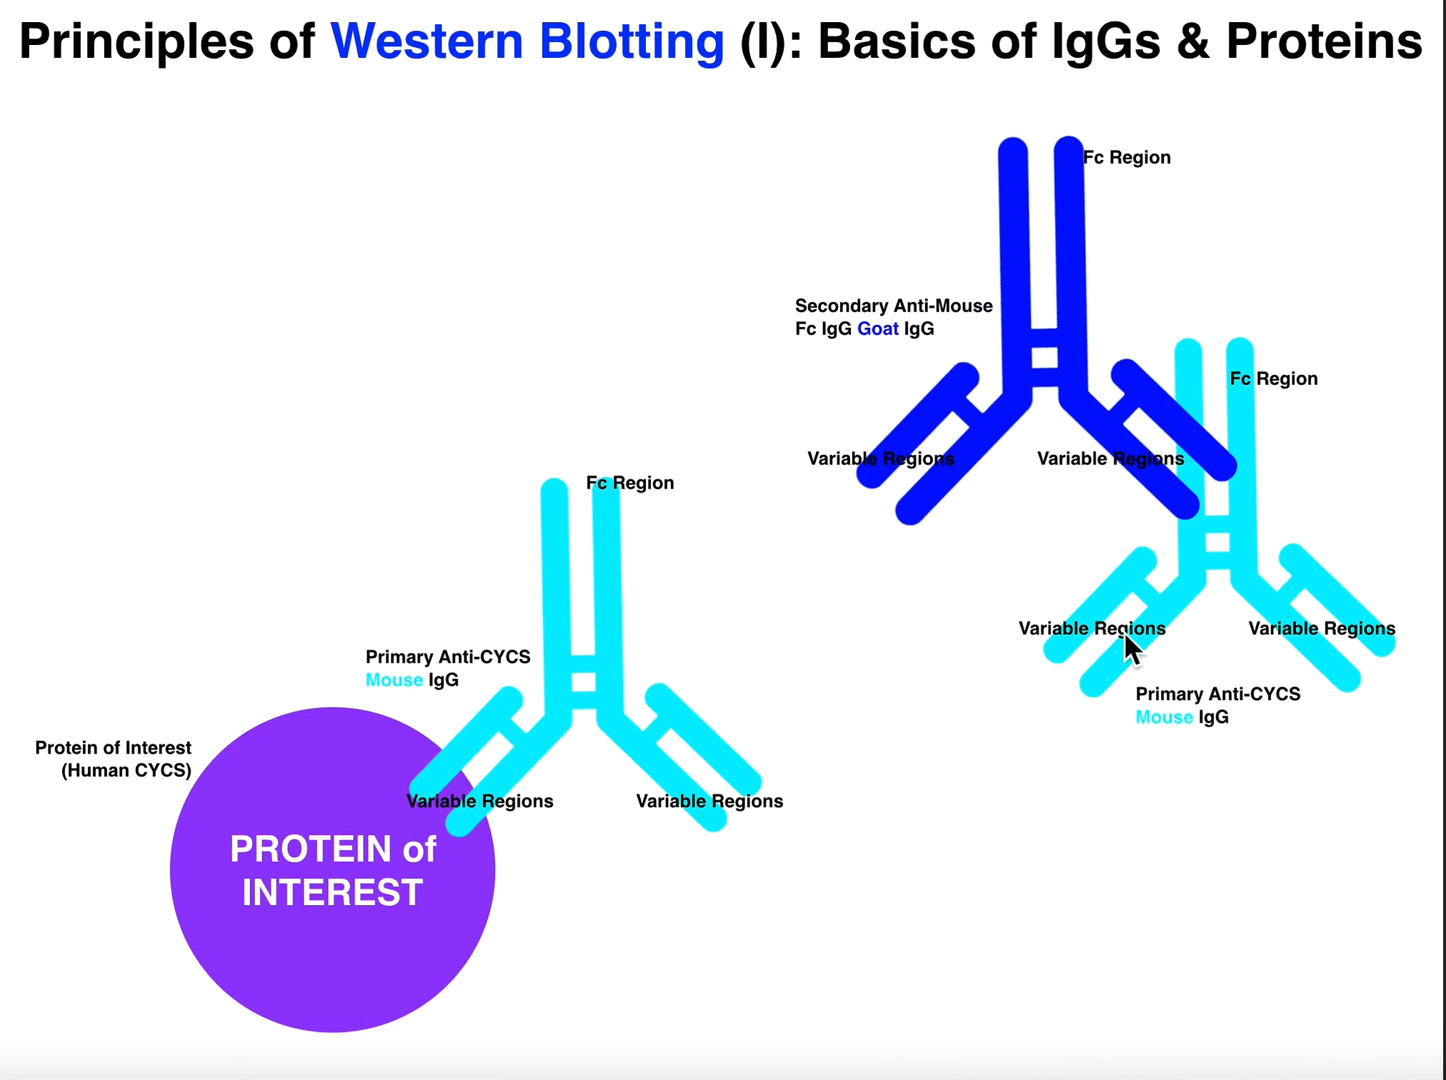 Principles of Western Blotting (I): Basics of IgGs & Proteins
Fc Region
Secondary Anti-Mouse
Fc IgG Goat IgG
Variable Regions
Variable Regions
Fc Region
Variable Regions
Variable Regions
Primary Anti-CYCS
Mouse IgG
Fc Region
Primary Anti-CYCS
Mouse IgG
Variable Regions
Variable Regions
Protein of Interest
(Human CYCS)
PROTEIN of
INTEREST